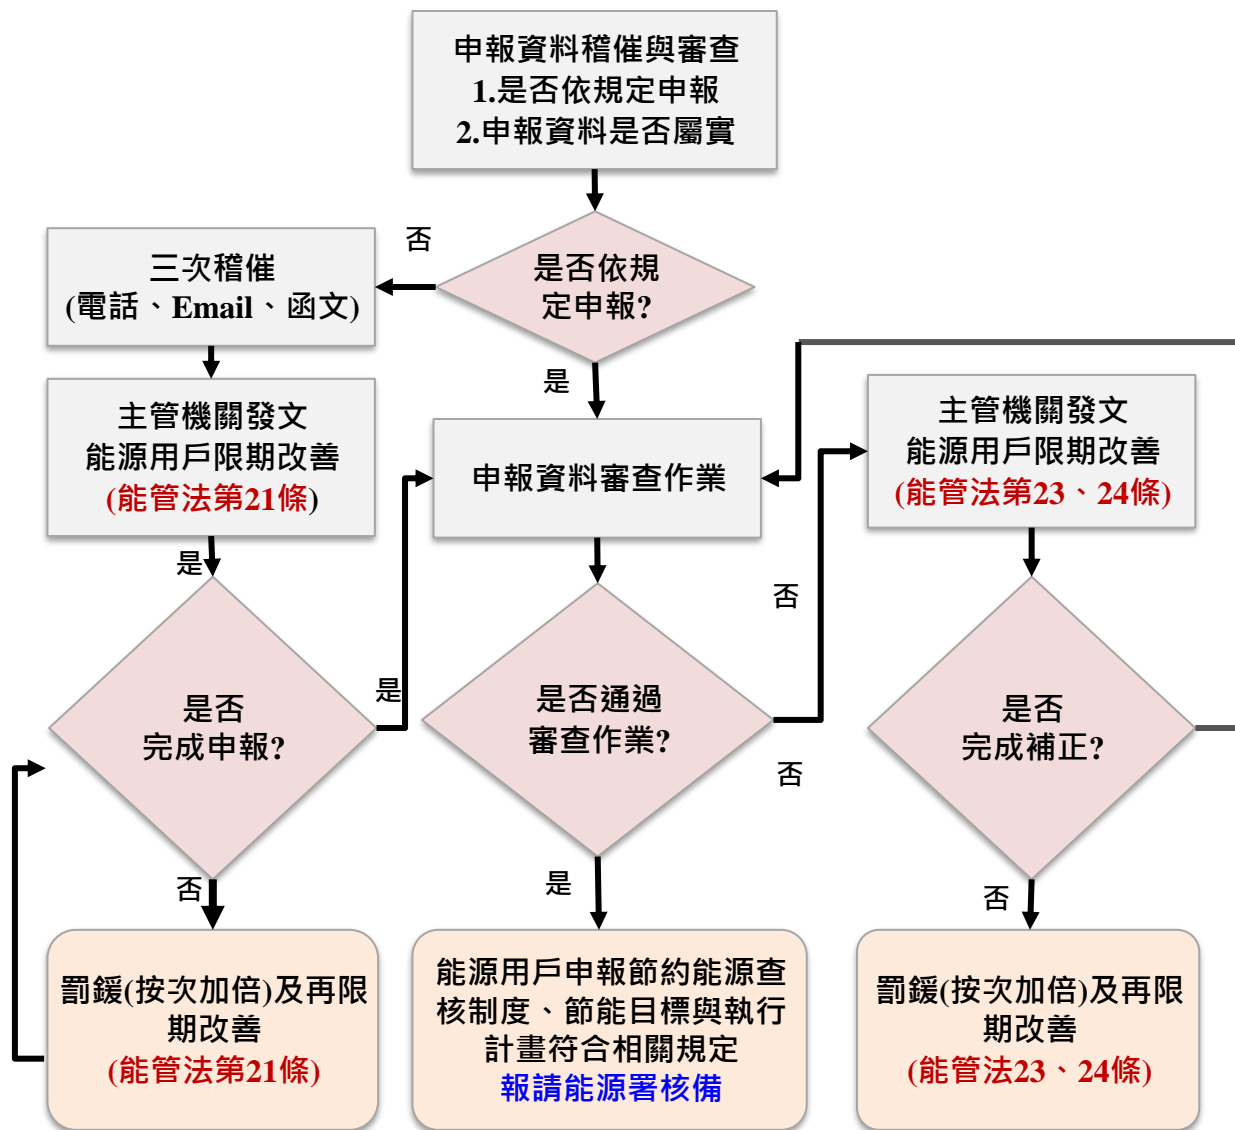 申報資料稽催與審查
1.是否依規定申報
2.申報資料是否屬實
否
三次稽催
(電話、Email、函文)
是否依規
定申報?
是
主管機關發文
能源用戶限期改善
(能管法第21條)
申報資料審查作業
主管機關發文
能源用戶限期改善
(能管法第23、24條)
是
否
是否
完成申報?
是
是否通過
審查作業?
否
是否
完成補正?
否
是
否
罰鍰(按次加倍)及再限
期改善
(能管法第21條)
能源用戶申報節約能源查
核制度、節能目標與執行
計畫符合相關規定
報請能源署核備
罰鍰(按次加倍)及再限
期改善
(能管法23、24條)